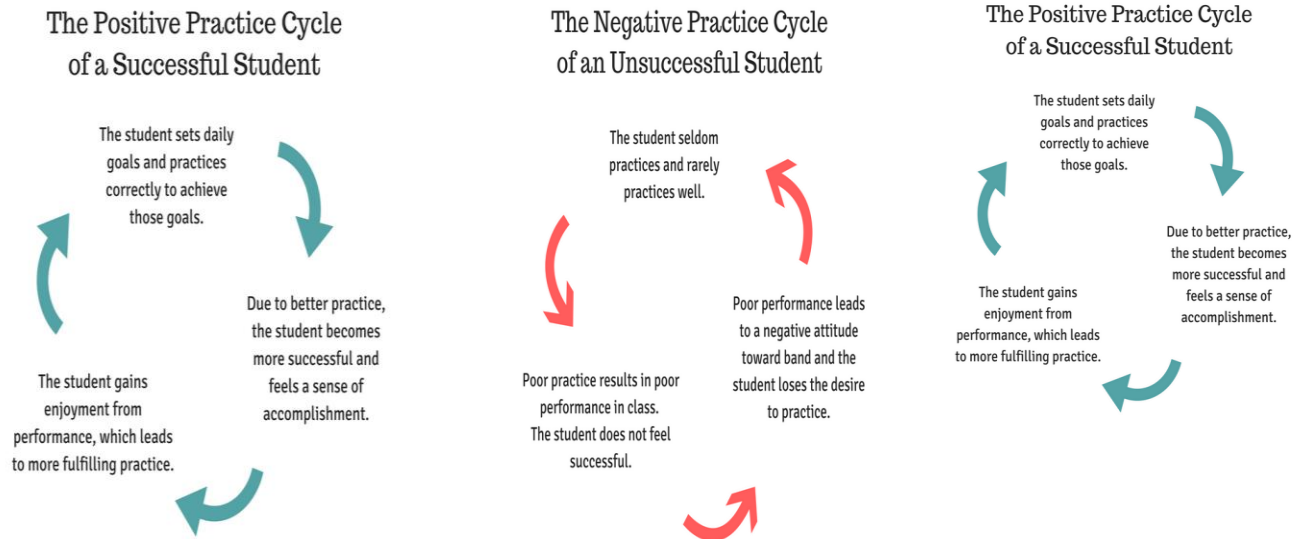 The Positive Practice Cycle
of a Successful Student
The student sets daily
goals and practices
correctly to achieve
those goals.
Due to better practice,
the student becomes
more successful and
feels a sense of
accomplishment.
The student gains
enjoyment from
performance, which leads
to more fulfilling practice.
The Negative Practice Cycle
of an Unsuccessful Student
The student seldom
practices and rarely
practices well.
Poor practice results in poor
performance in class.
The student does not feel
successful.
Poor performance leads
to a negative attitude
toward band and the
student loses the desire
to practice.
The Positive Practice Cycle
of a Successful Student
The student sets daily
goals and practices
correctly to achieve
those goals.
Due to better practice,
the student becomes
more successful and
feels a sense of
accomplishment.
The student gains
enjoyment from
performance, which leads
to more fulfilling practice.